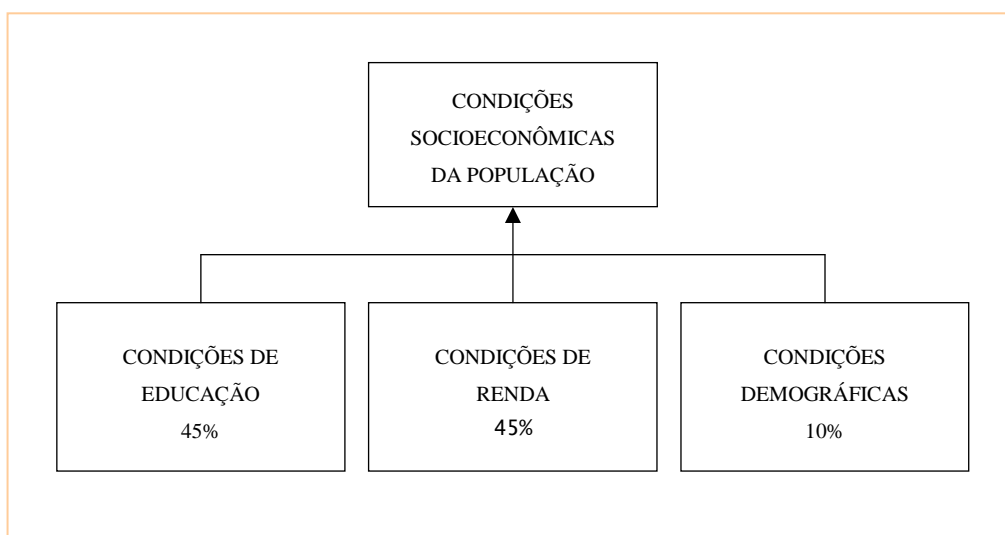 CONDIÇÕES
SOCIOECONÔMICAS
DA POPULAÇÃO
CONDIÇÕES DE
EDUCAÇÃO
45%
CONDIÇÕES DE
RENDA
45%
CONDIÇÕES
DEMOGRÁFICAS
10%